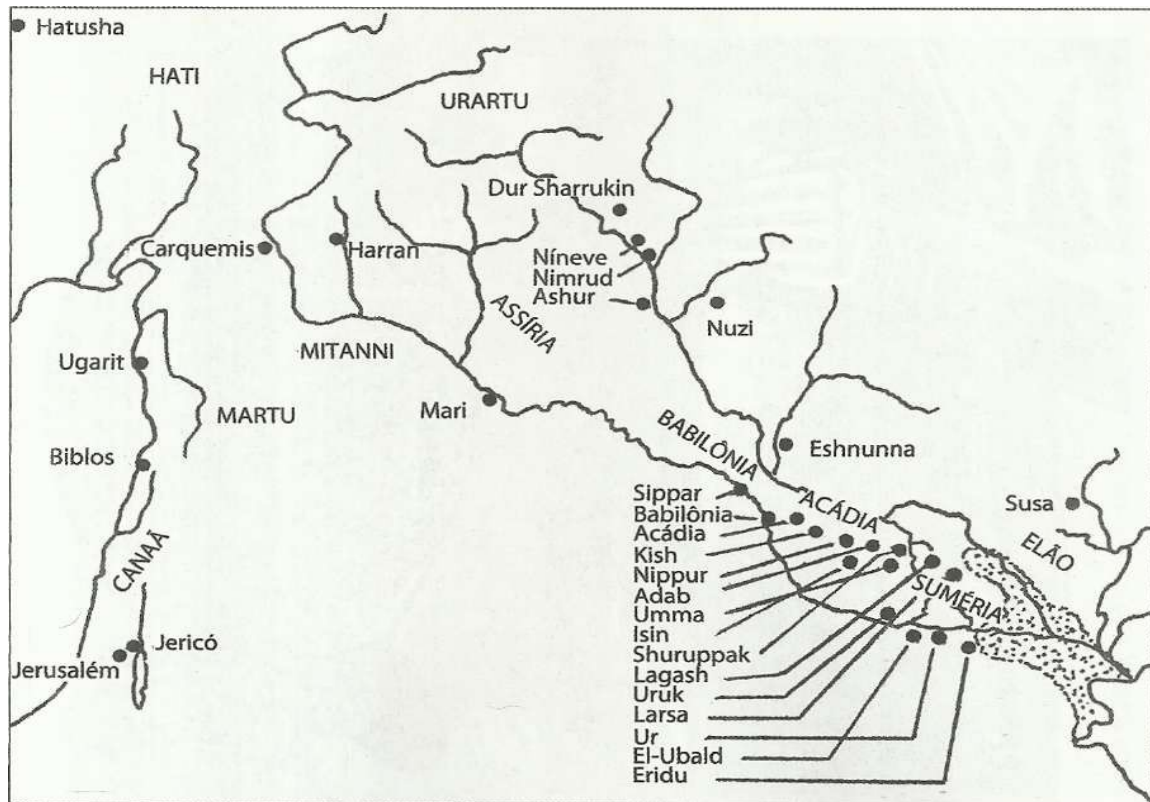 Hatusha
HATI
URARTU
Dur Sharrukin
Carquemis
Harran
Níneve
Nimrud
Ashur
ASSÍRIA
Nuzi
MITANNI
Ugarit
MARTU
Mari
BABILÔNIA
Eshnunna
Biblos
Sippar
Babilônia
Acádia
Kish
Nippur
Adab
Umma
Isin
Shuruppak
Lagash
Uruk
Larsa
Ur
El-Ubald
Eridu
ACÁDIA
Susa
ELÃO
SUMÉRIA
CANAÃ
Jericó
Jerusalém